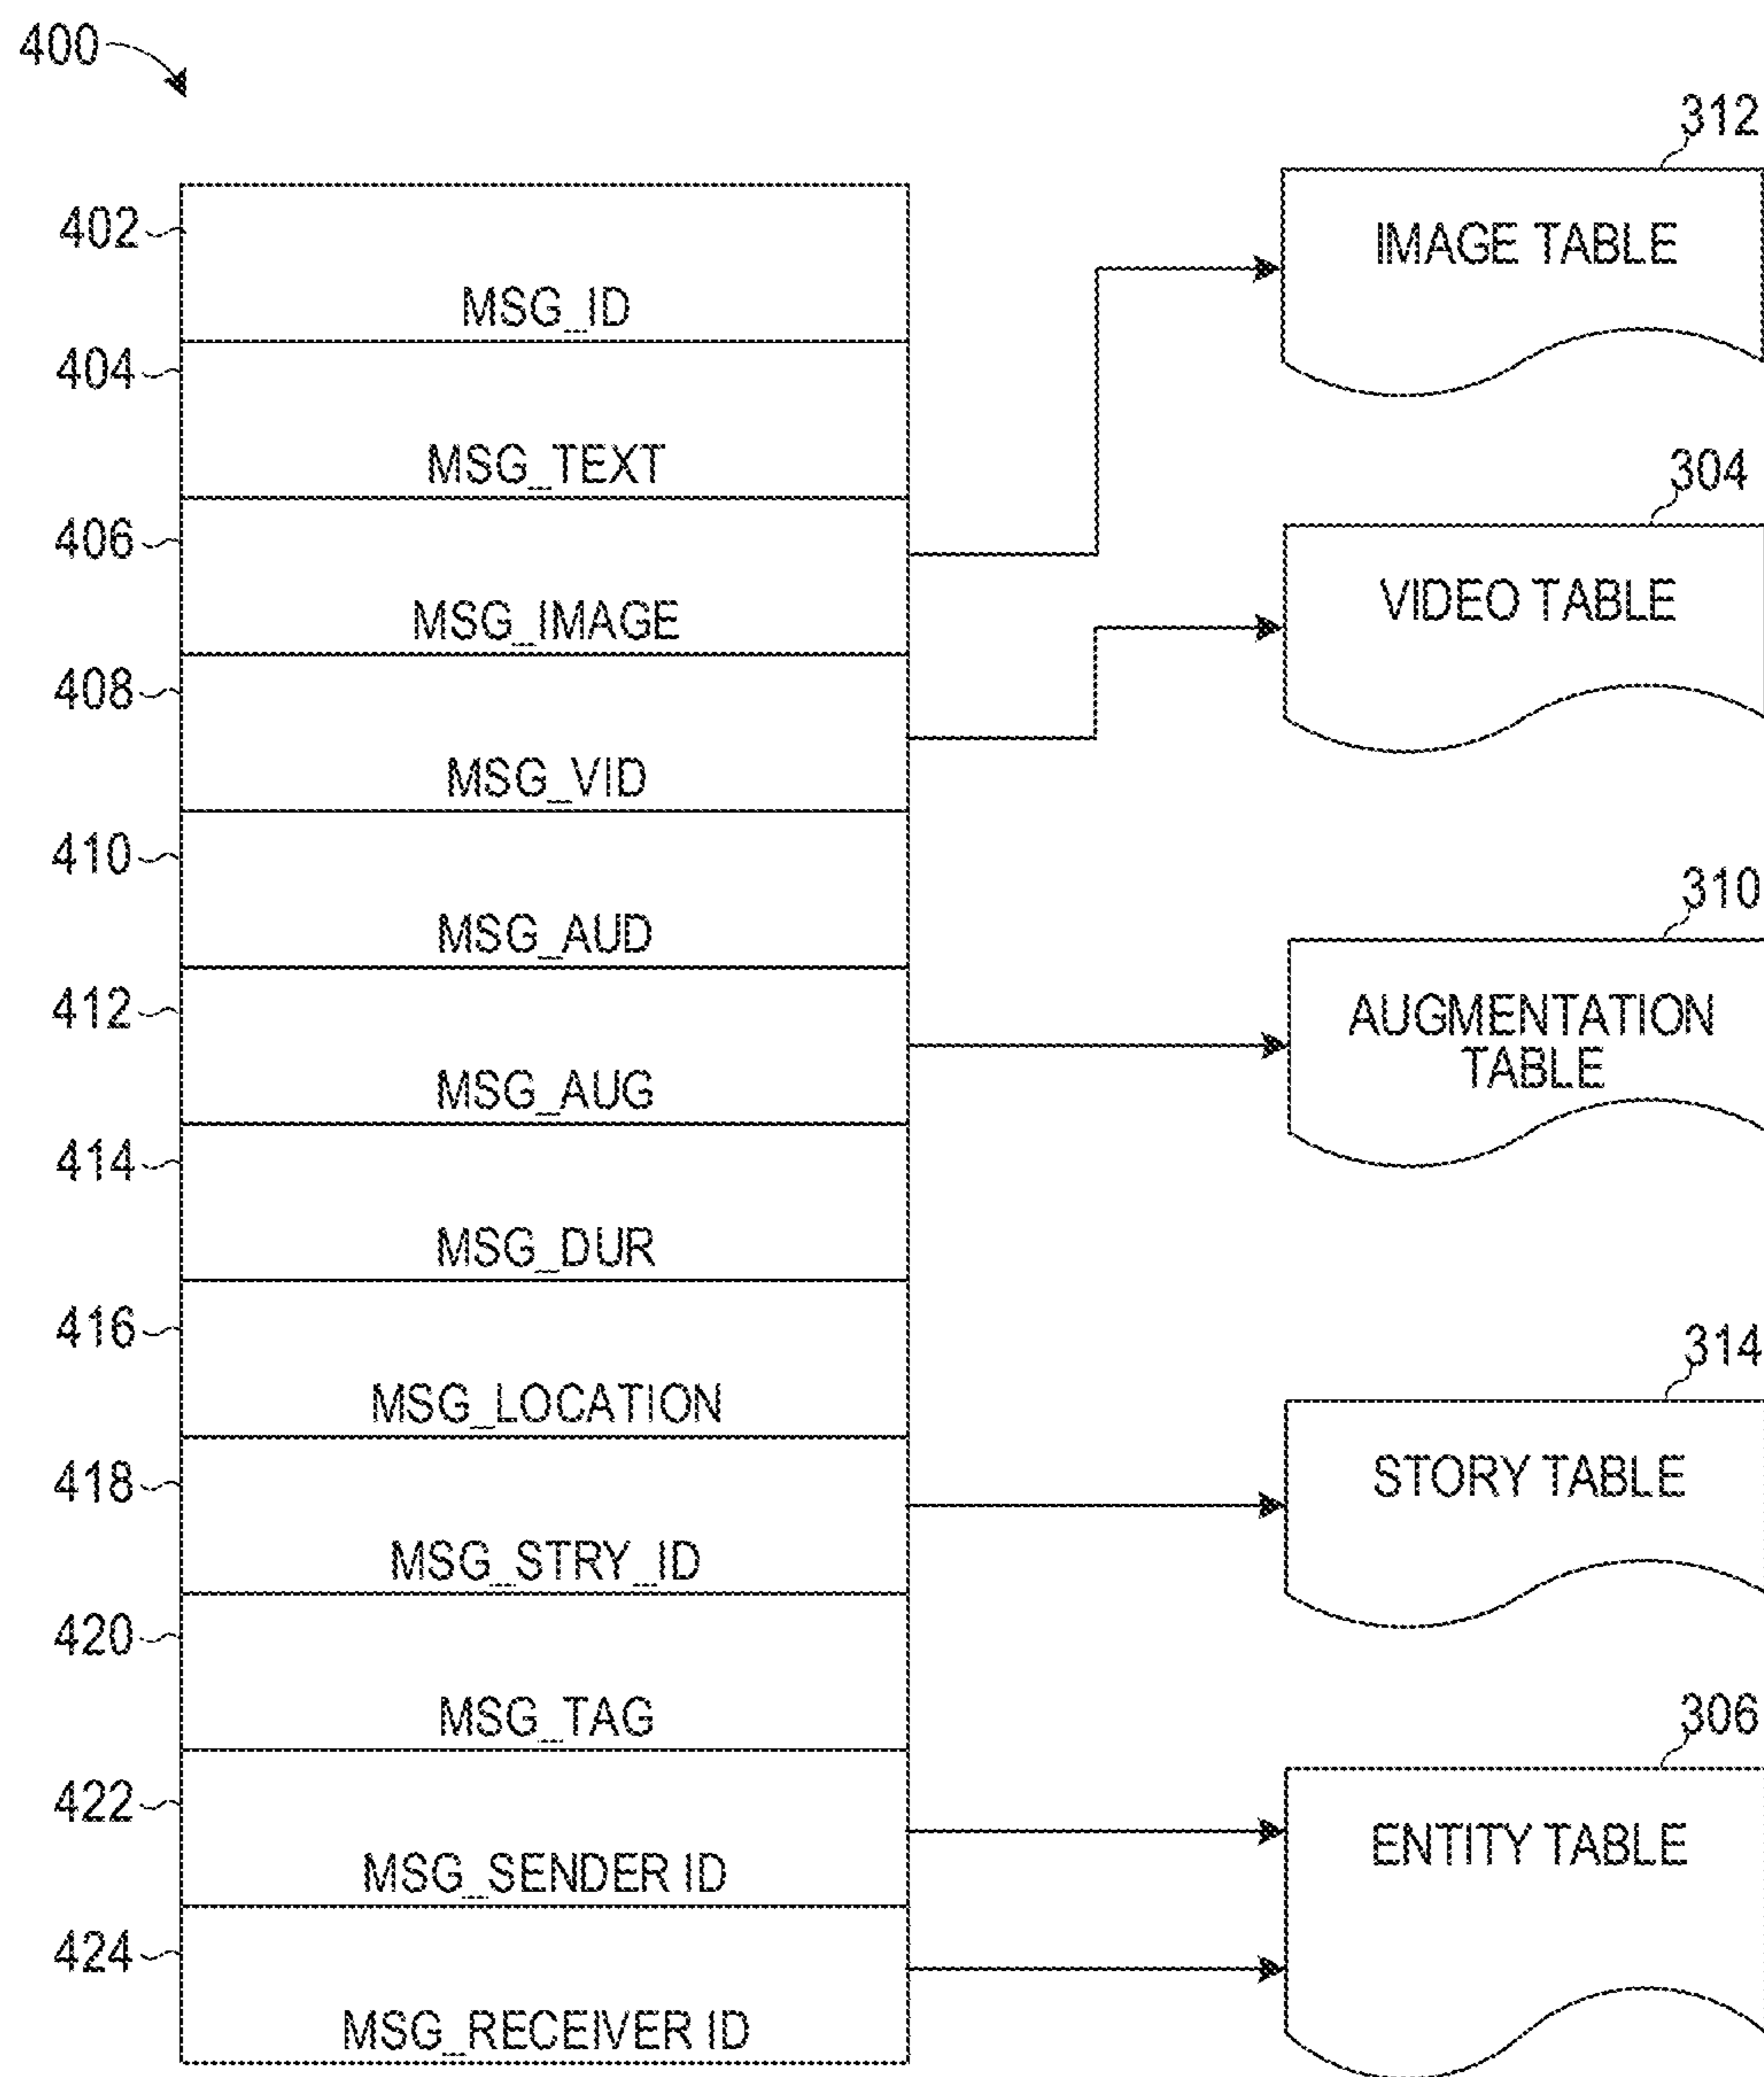 400
312
402
IMAGE TABLE
MSG_ID
404
MSG_TEXT
304
406
VIDEO TABLE
MSG_IMAGE
408
MSG_VID
410
310
MSG_AUD
412
AUGMENTATION
TABLE
MSG_AUG
414
MSG_DUR
416
314
MSG_LOCATION
418
STORY TABLE
MSG_STRY_ID
420
306
MSG_TAG
422
ENTITY TABLE
MSG_SENDER ID
424
MSG_RECEIVER ID